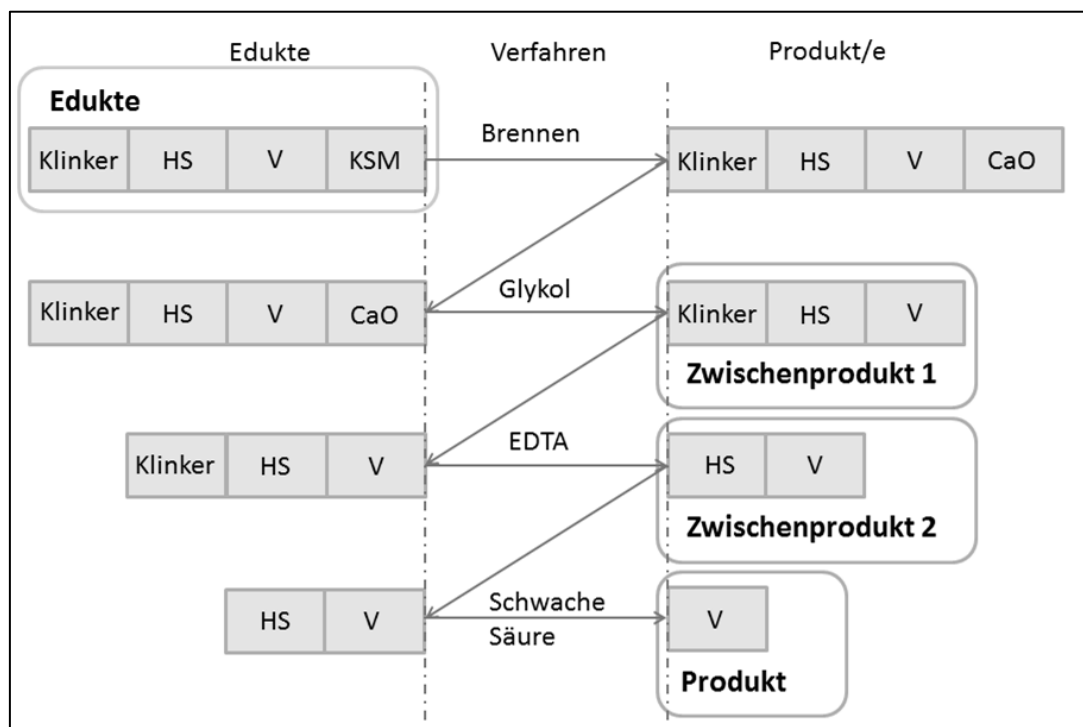 Edukte Verfahren Produkt/e
Edukte
Brennen
Klinker HS V KSM Klinker HS V CaO
Glykol
Klinker HS V CaO Klinker HS V
Zwischenprodukt 1
EDTA
Klinker HS V HS V
Zwischenprodukt 2
Schwache
HS V V
Säure
Produkt